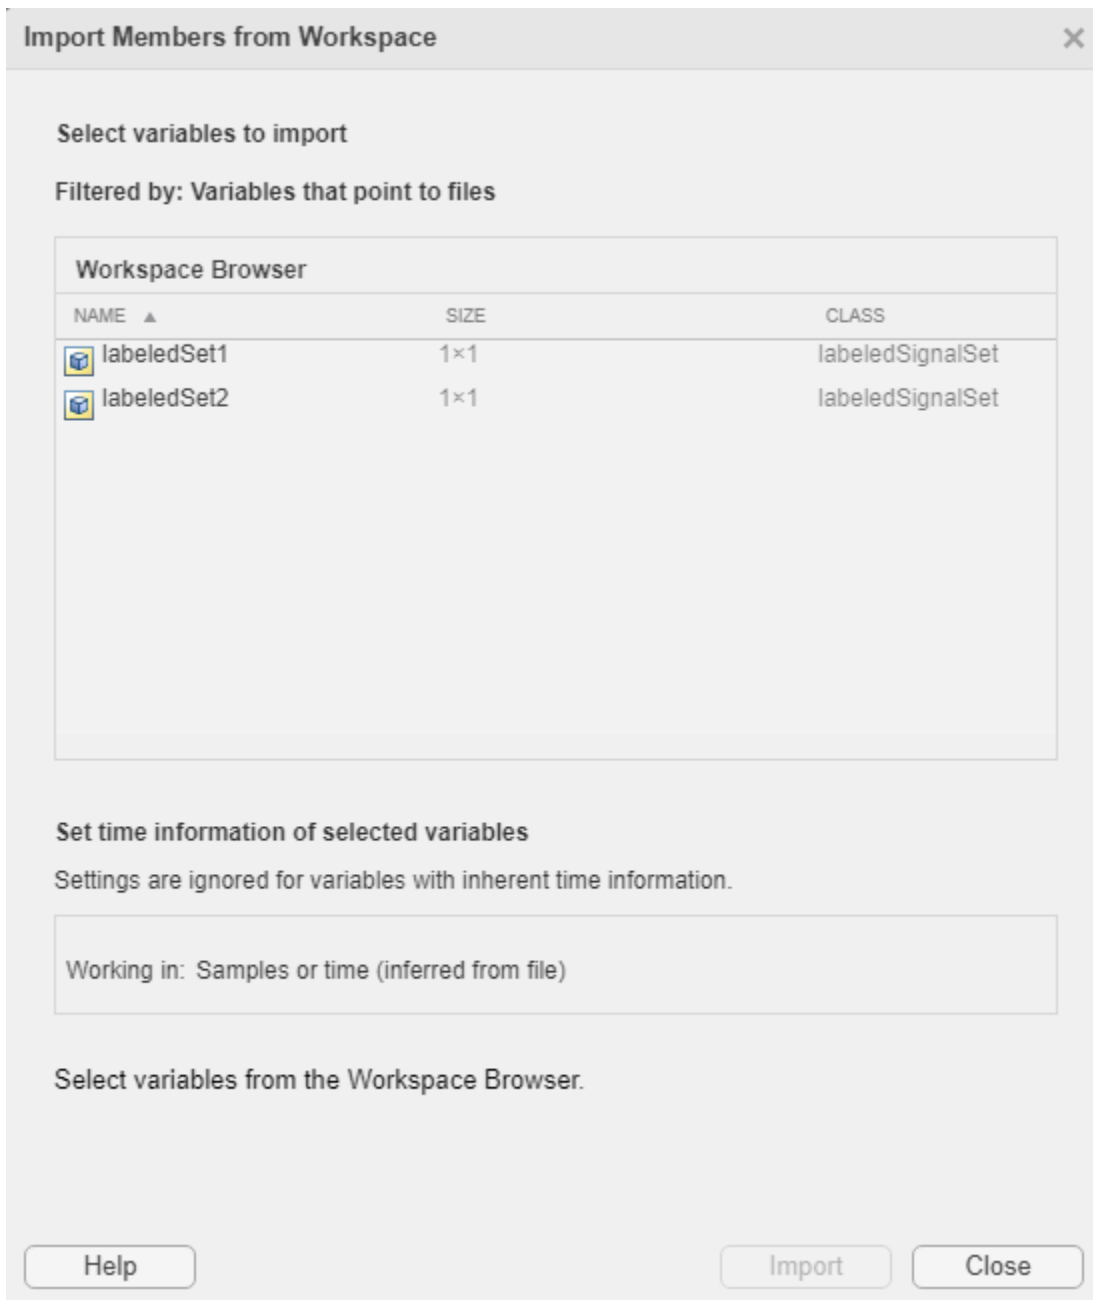 Import Members from Workspace ×
Select variables to import
Filtered by: Variables that point to files
Workspace Browser
NAME ▲ SIZE CLASS
labeledSet1 1×1 labeledSignalSet
labeledSet2 1×1 labeledSignalSet
Set time information of selected variables
Settings are ignored for variables with inherent time information.
Working in: Samples or time (inferred from file)
Select variables from the Workspace Browser.
Help Import Close